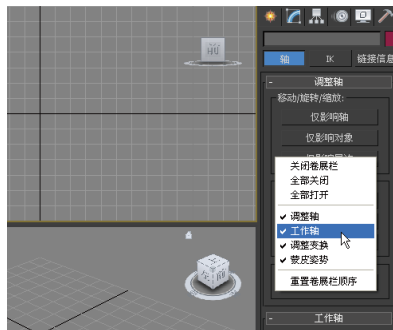 前
轴 IK 链接信息
- 调整轴
移动/旋转/缩放:
仅影响轴
仅影响对象
关闭卷展栏
全部关闭
全部打开
调整轴
工作轴
调整变换
蒙皮姿势
重置卷展栏顺序
前
- 工作轴